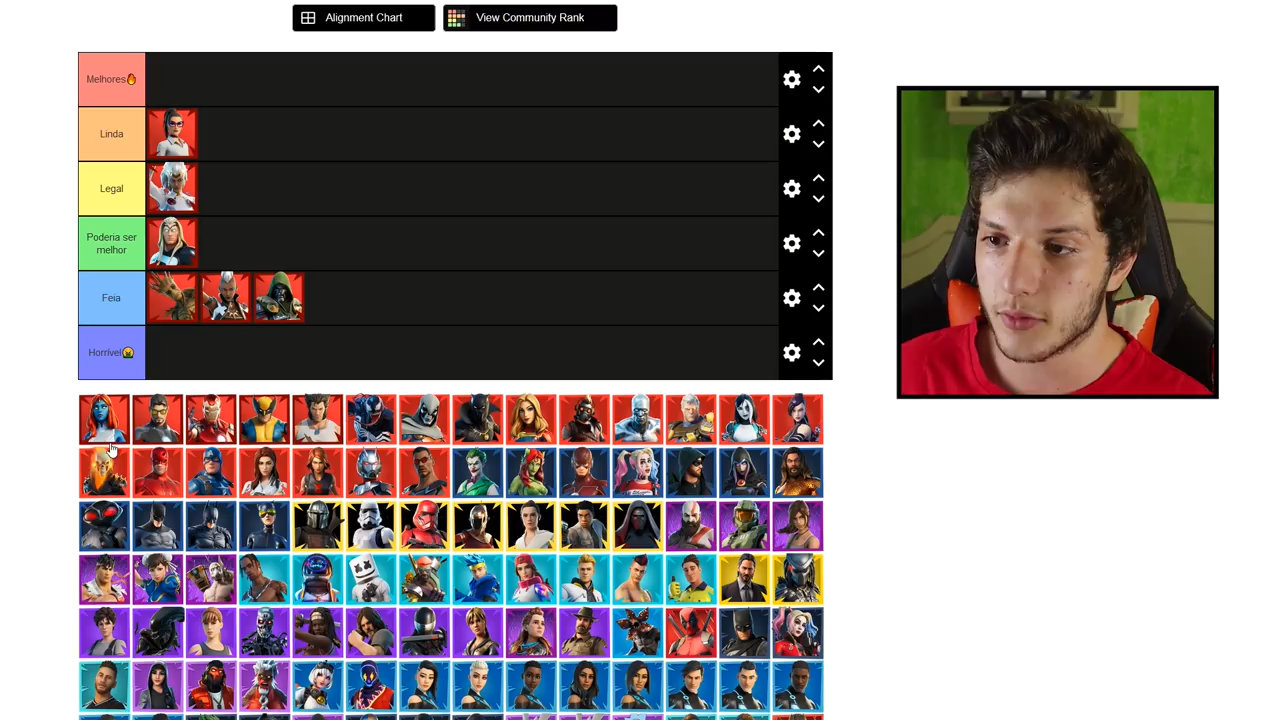 Alignment Chart
View Community Rank
Melhores🔥
Linda
Legal
Poderia ser
melhor
Feia
Horrível🤮